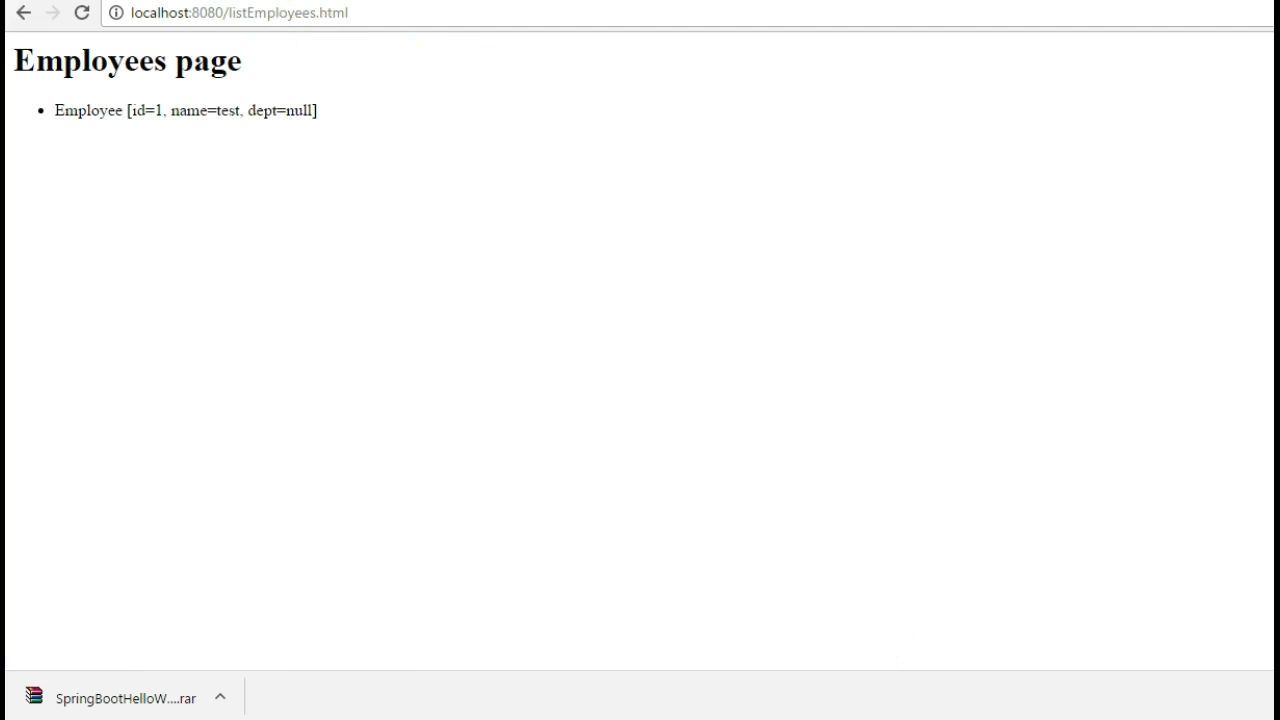 localhost:8080/listEmployees.html
Employees page
Employee [id=1, name=test, dept=null]
SpringBootHelloW....rar